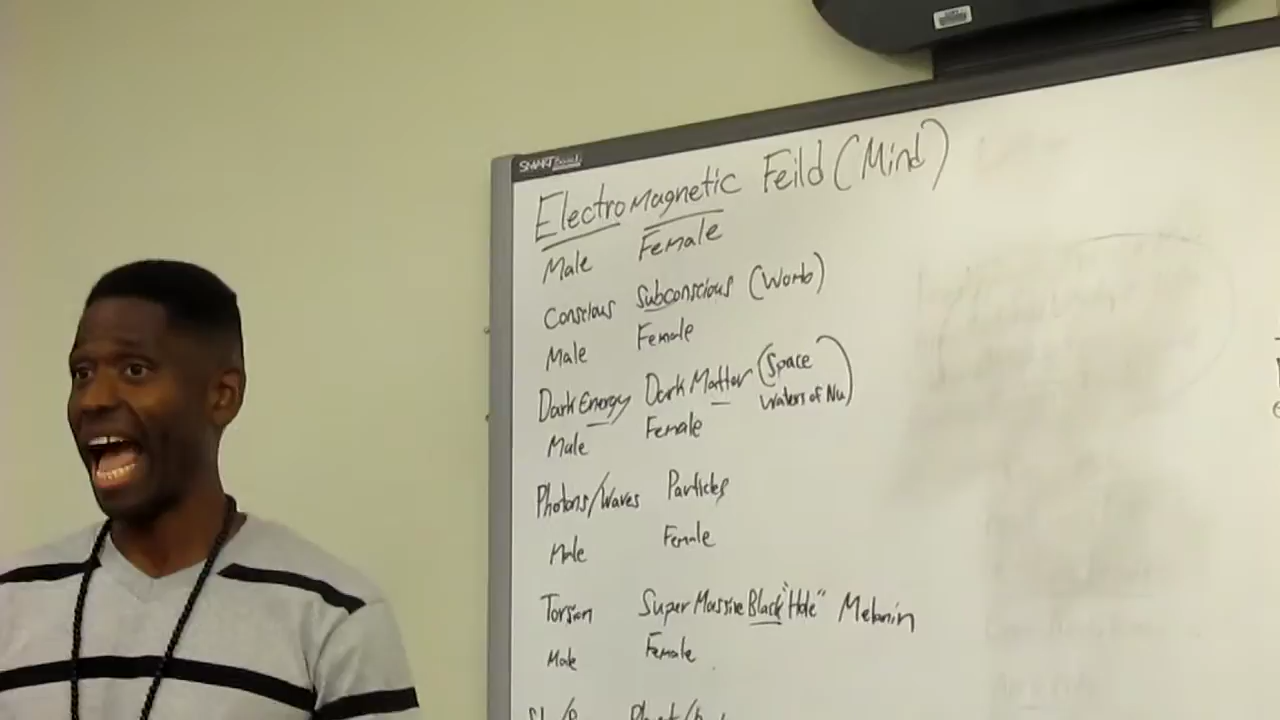 SMART
Electromagnetic Feild (Mind)
Male Female
Conscious Subconscious (Womb)
Male Female
Dark Energy Dark Matter (Space
Waters of Nu)
Male Female
Photons/Waves Particles
Male Female
Torsion Super Massive Black "Hole" Melanin
Male Female